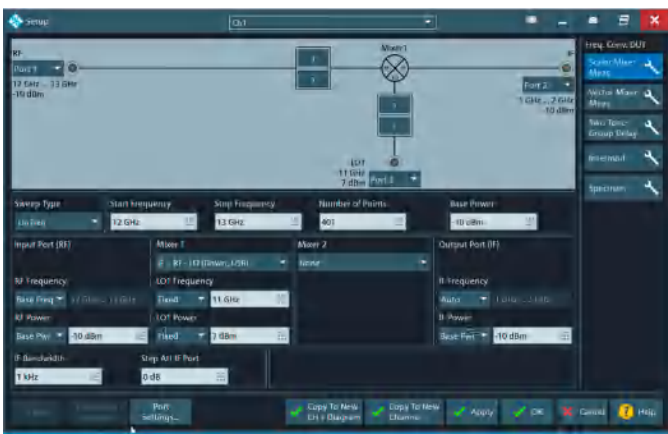 Setup
Ch1
RF
Port 1
12 GHz ... 13 GHz
-10 dBm
Mixer1
IF
Port 2
1 GHz ... 2 GHz
-10 dBm
LO1
11 GHz
7 dBm
Freq. Conv. DUT
Scalar Mixer
Meas
Vector Mixer
Meas
Two Tone
Group Delay
Intermod
Spectrum
Sweep Type
Start Frequency
Stop Frequency
Number of Points
Base Power
Lin Freq
12 GHz
13 GHz
401
-10 dBm
Input Port (RF)
Mixer 1
Mixer 2
Output Port (IF)
None
RF Frequency
LO1 Frequency
IF Frequency
Base Freq
Fixed
11 GHz
Auto
RF Power
LO1 Power
IF Power
Base Pwr
-10 dBm
Fixed
7 dBm
Base Pwr
-10 dBm
IF Bandwidth
Step Att IF Port
1 kHz
0 dB
Port
Settings...
Copy To New
CH + Diagram
Copy To New
Channel
Apply
OK
Cancel
Help